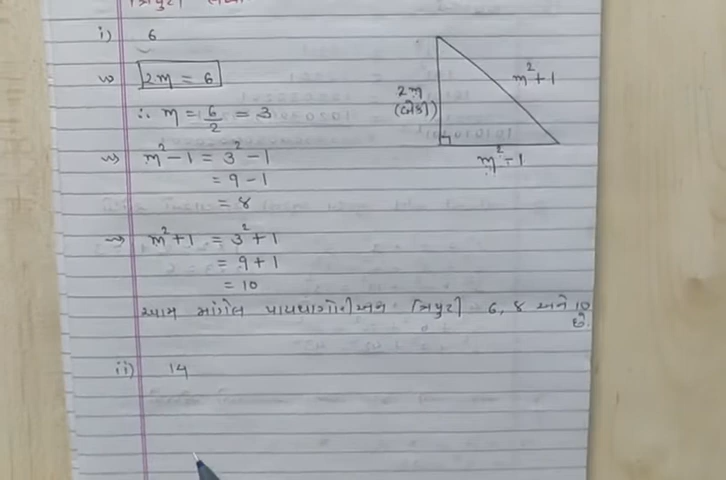 ત્રિપુટી
i) 6
⇝ 2m = 6
∴ m = 6/2 = 3
⇝ m² - 1 = 3² - 1
= 9 - 1
= 8
⇝ m² + 1 = 3² + 1
= 9 + 1
= 10
આમ માંગેલ પાયથાગોરીઅન ત્રિપુટી 6, 8 અને 10
છે.
ii) 14
2m
(બેકી)
m² + 1
m² - 1